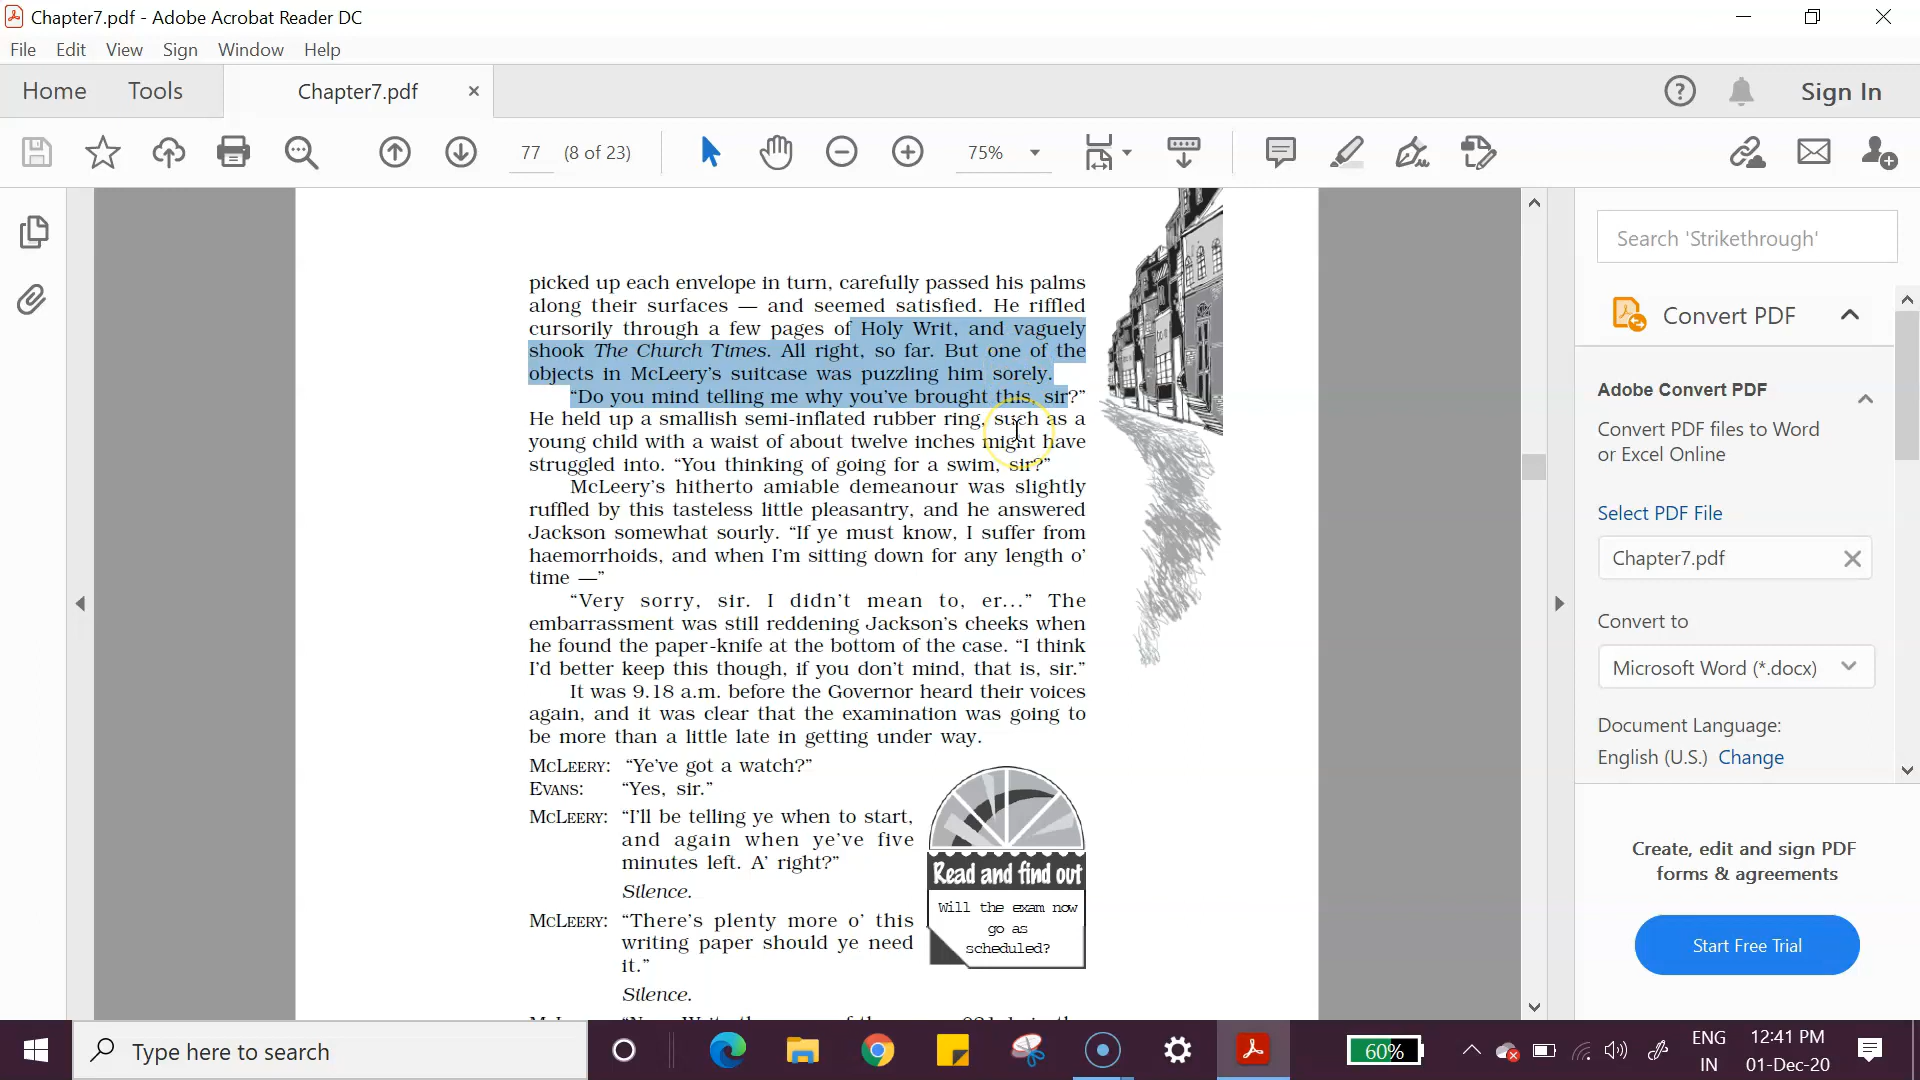 Chapter7.pdf - Adobe Acrobat Reader DC
File Edit View Sign Window Help
Home Tools Chapter7.pdf × Sign In
77 (8 of 23) 75%
picked up each envelope in turn, carefully passed his palms
along their surfaces — and seemed satisfied. He riffled
cursorily through a few pages of Holy Writ, and vaguely
shook The Church Times. All right, so far. But one of the
objects in McLeery's suitcase was puzzling him sorely.
“Do you mind telling me why you've brought this, sir?”
He held up a smallish semi-inflated rubber ring, such as a
young child with a waist of about twelve inches might have
struggled into. “You thinking of going for a swim, sir?”
McLeery's hitherto amiable demeanour was slightly
ruffled by this tasteless little pleasantry, and he answered
Jackson somewhat sourly. “If ye must know, I suffer from
haemorrhoids, and when I'm sitting down for any length o'
time —”
“Very sorry, sir. I didn't mean to, er...” The
embarrassment was still reddening Jackson's cheeks when
he found the paper-knife at the bottom of the case. “I think
I'd better keep this though, if you don't mind, that is, sir.”
It was 9.18 a.m. before the Governor heard their voices
again, and it was clear that the examination was going to
be more than a little late in getting under way.
McLEERY: “Ye've got a watch?”
EVANS: “Yes, sir.”
McLEERY: “I'll be telling ye when to start,
and again when ye've five
minutes left. A' right?”
Silence.
McLEERY: “There's plenty more o' this
writing paper should ye need
it.”
Silence.
Read and find out
Will the exam now
go as
scheduled?
Search 'Strikethrough'
Convert PDF
Adobe Convert PDF
Convert PDF files to Word
or Excel Online
Select PDF File
Chapter7.pdf
Convert to
Microsoft Word (*.docx)
Document Language:
English (U.S.) Change
Create, edit and sign PDF
forms & agreements
Start Free Trial
Type here to search
60%
ENG
IN
12:41 PM
01-Dec-20